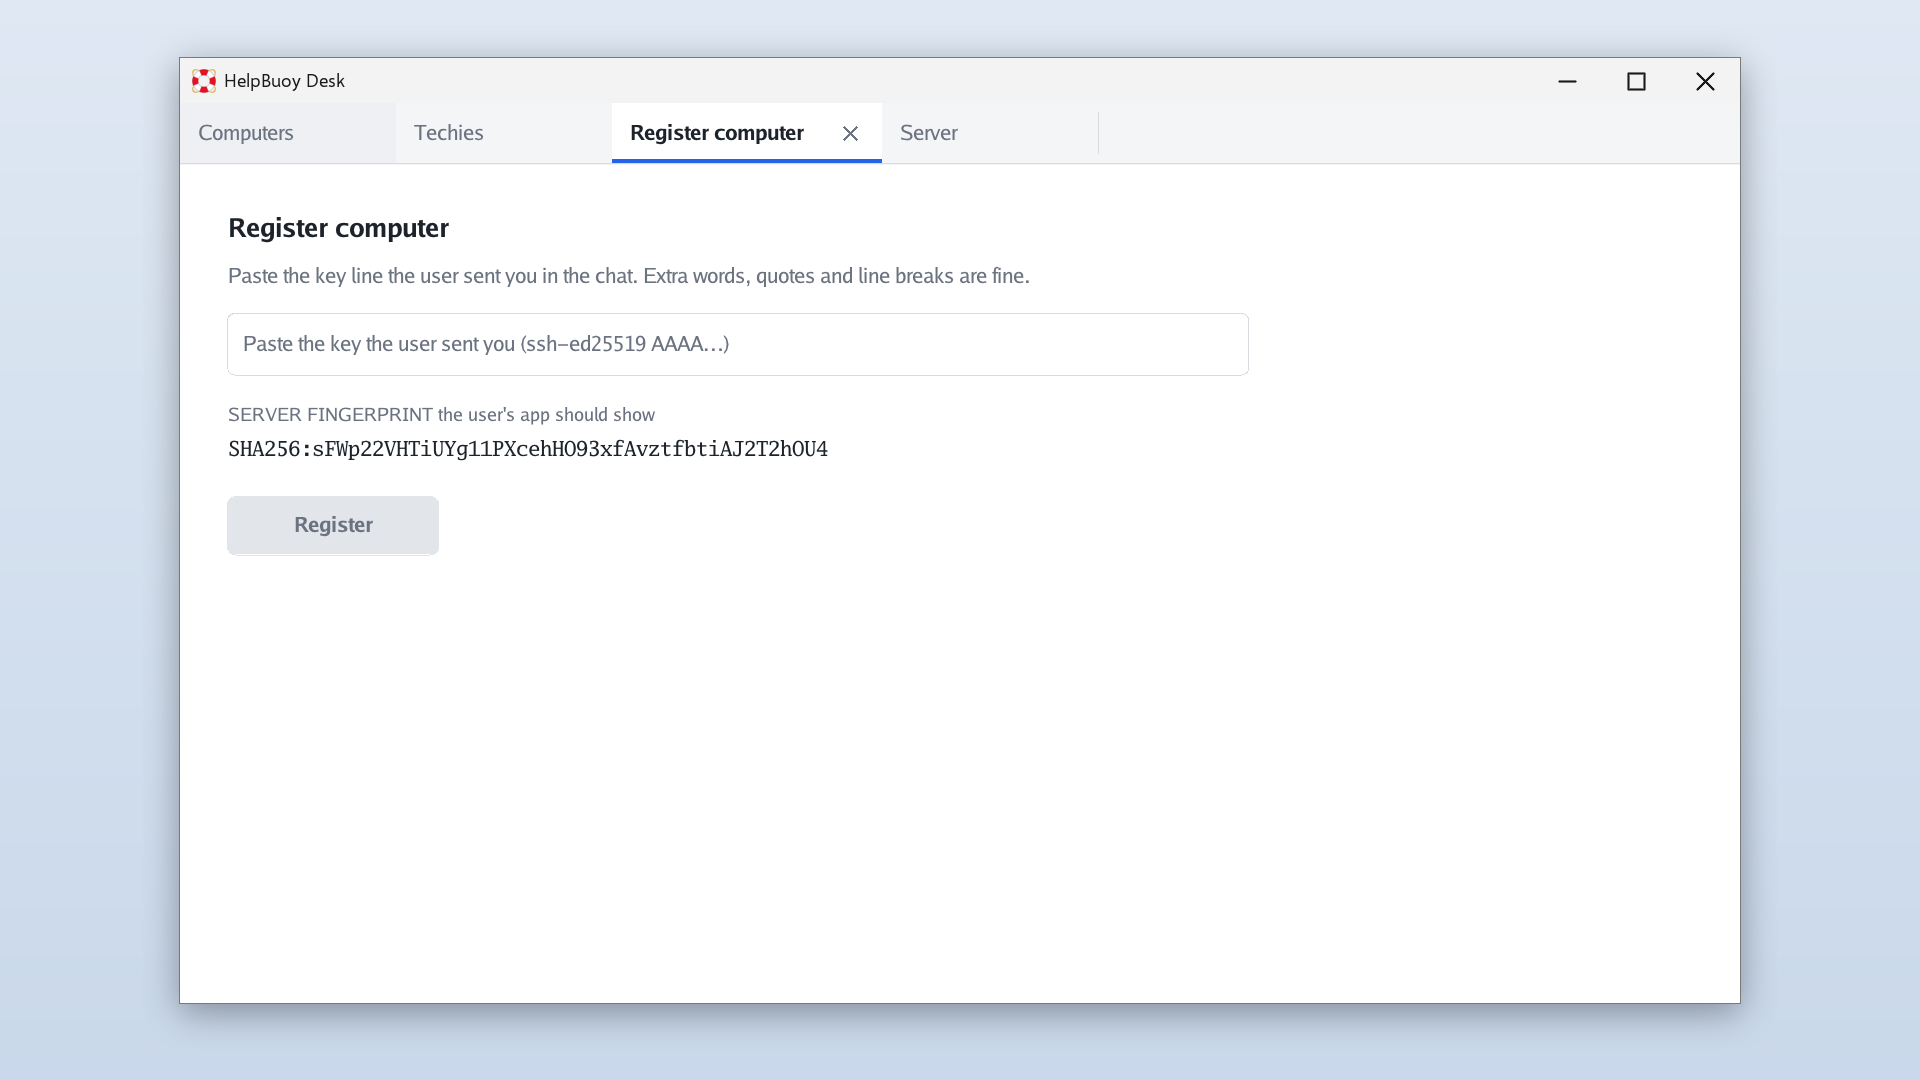 HelpBuoy Desk
Computers
Techies
Register computer
Server
Register computer
Paste the key line the user sent you in the chat. Extra words, quotes and line breaks are fine.
Paste the key the user sent you (ssh-ed25519 AAAA...)
SERVER FINGERPRINT the user's app should show
SHA256:sFWp22VHTiUYg11PXcehHO93xfAvztfbtiAJ2T2hOU4
Register